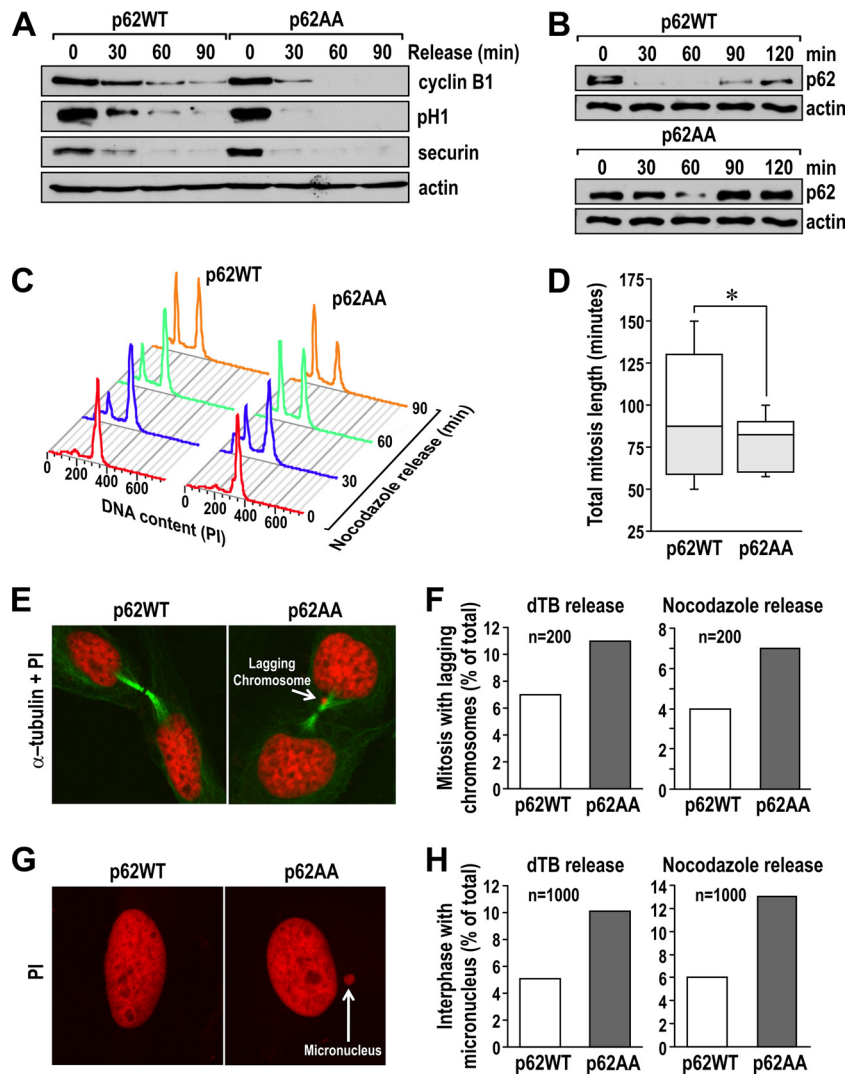 A
p62WT p62AA
0 30 60 90 0 30 60 90 Release (min)
cyclin B1
pH1
securin
actin
B
p62WT
0 30 60 90 120 min
p62
actin
p62AA
0 30 60 90 120 min
p62
actin
C
p62WT
p62AA
90
60
30
0
Nocodazole release (min)
0 200 400 600
0 200 400 600
DNA content (PI)
D
Total mitosis length (minutes)
175
150
125
100
75
50
25
*
p62WT p62AA
E
p62WT p62AA
α-tubulin + PI
Lagging
Chromosome
F
dTB release
n=200
Mitosis with lagging
chromosomes (% of total)
12
10
8
6
4
2
0
p62WT p62AA
Nocodazole release
n=200
8
6
4
2
0
p62WT p62AA
G
p62WT p62AA
PI
Micronucleus
H
dTB release
n=1000
Interphase with
micronucleus (% of total)
12
10
8
6
4
2
0
p62WT p62AA
Nocodazole release
n=1000
14
12
10
8
6
4
2
0
p62WT p62AA